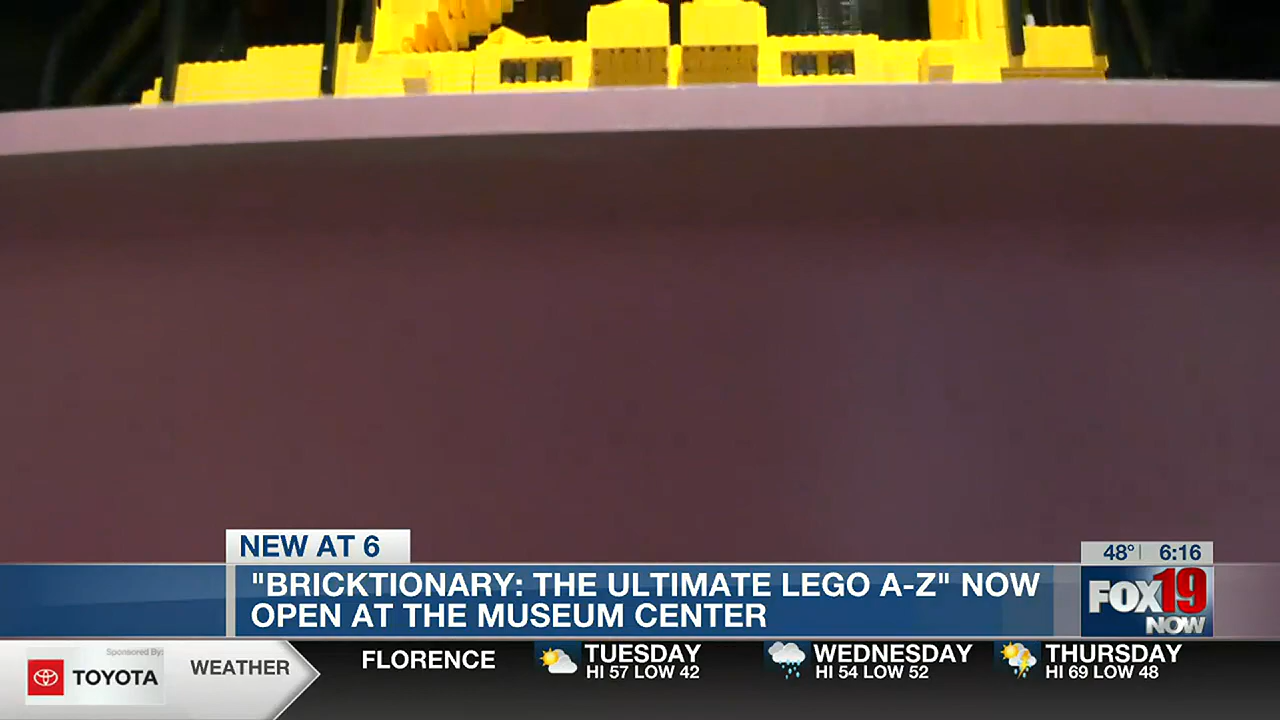 NEW AT 6
"BRICKTIONARY: THE ULTIMATE LEGO A-Z" NOW
OPEN AT THE MUSEUM CENTER
48° 6:16
FOX19
NOW
Sponsored By:
TOYOTA
WEATHER
FLORENCE
TUESDAY
HI 57 LOW 42
WEDNESDAY
HI 54 LOW 52
THURSDAY
HI 69 LOW 48